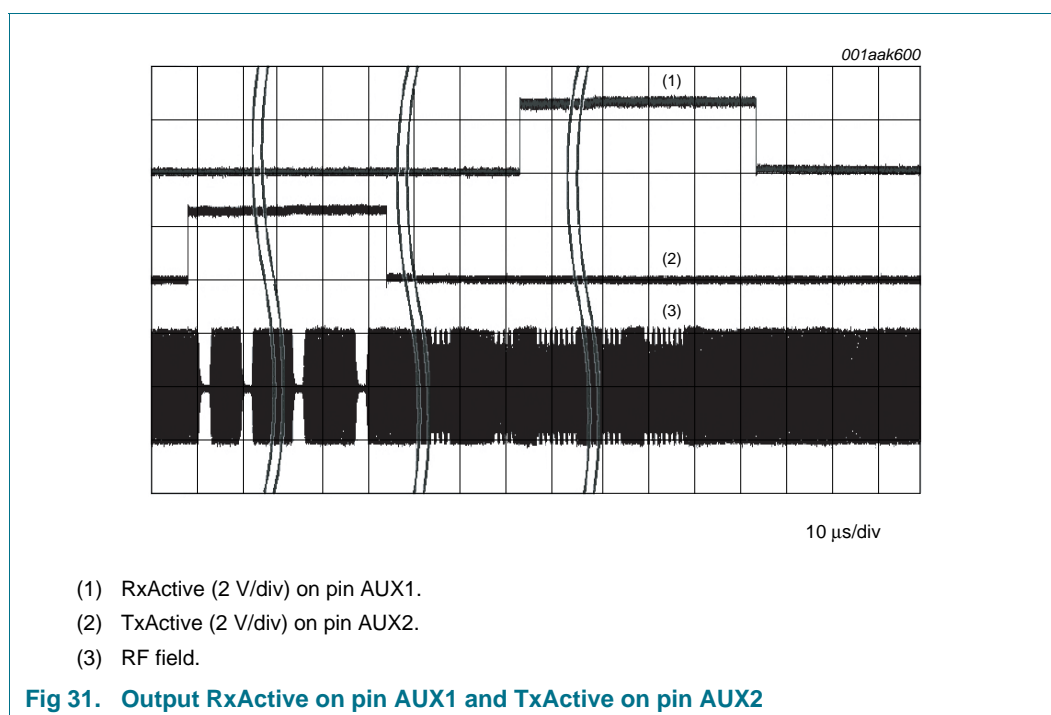 001aak600
(1)
(2)
(3)
10 μs/div
(1) RxActive (2 V/div) on pin AUX1.
(2) TxActive (2 V/div) on pin AUX2.
(3) RF field.
Fig 31. Output RxActive on pin AUX1 and TxActive on pin AUX2